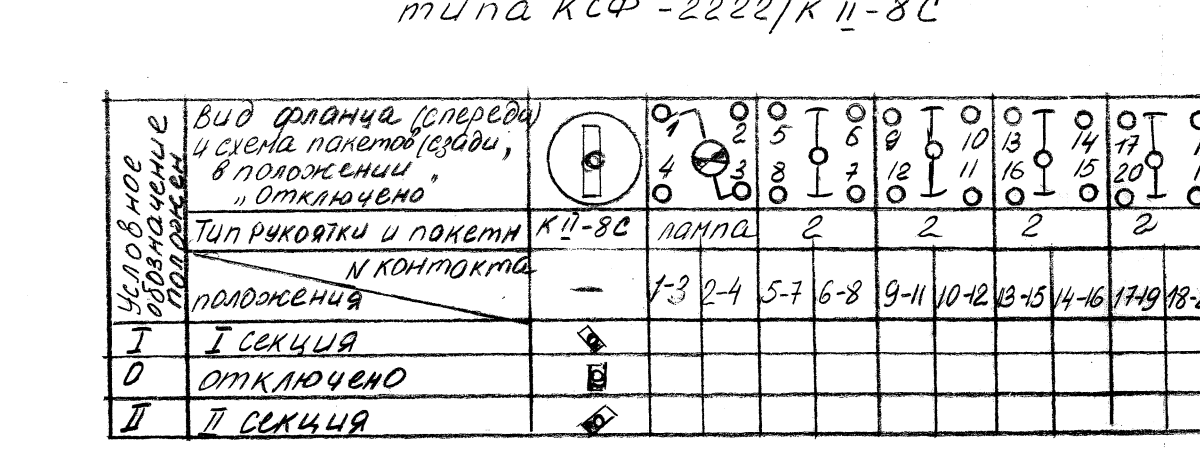 типа КСФ-2222/К II-8С
Условное
обозначение
положен
Вид фланца (спереда)
и схема пакетов (сзади,
в положении
„Отключено"
1 2
4 3
5 6
8 7
9 10
12 11
13 14
16 15
17
20
Тип рукоятки и пакетн
К II-8С лампа 2 2 2 2
N контакта
положения
— 1-3 2-4 5-7 6-8 9-11 10-12 13-15 14-16 17-19
I I секция
0 отключено
II II секция